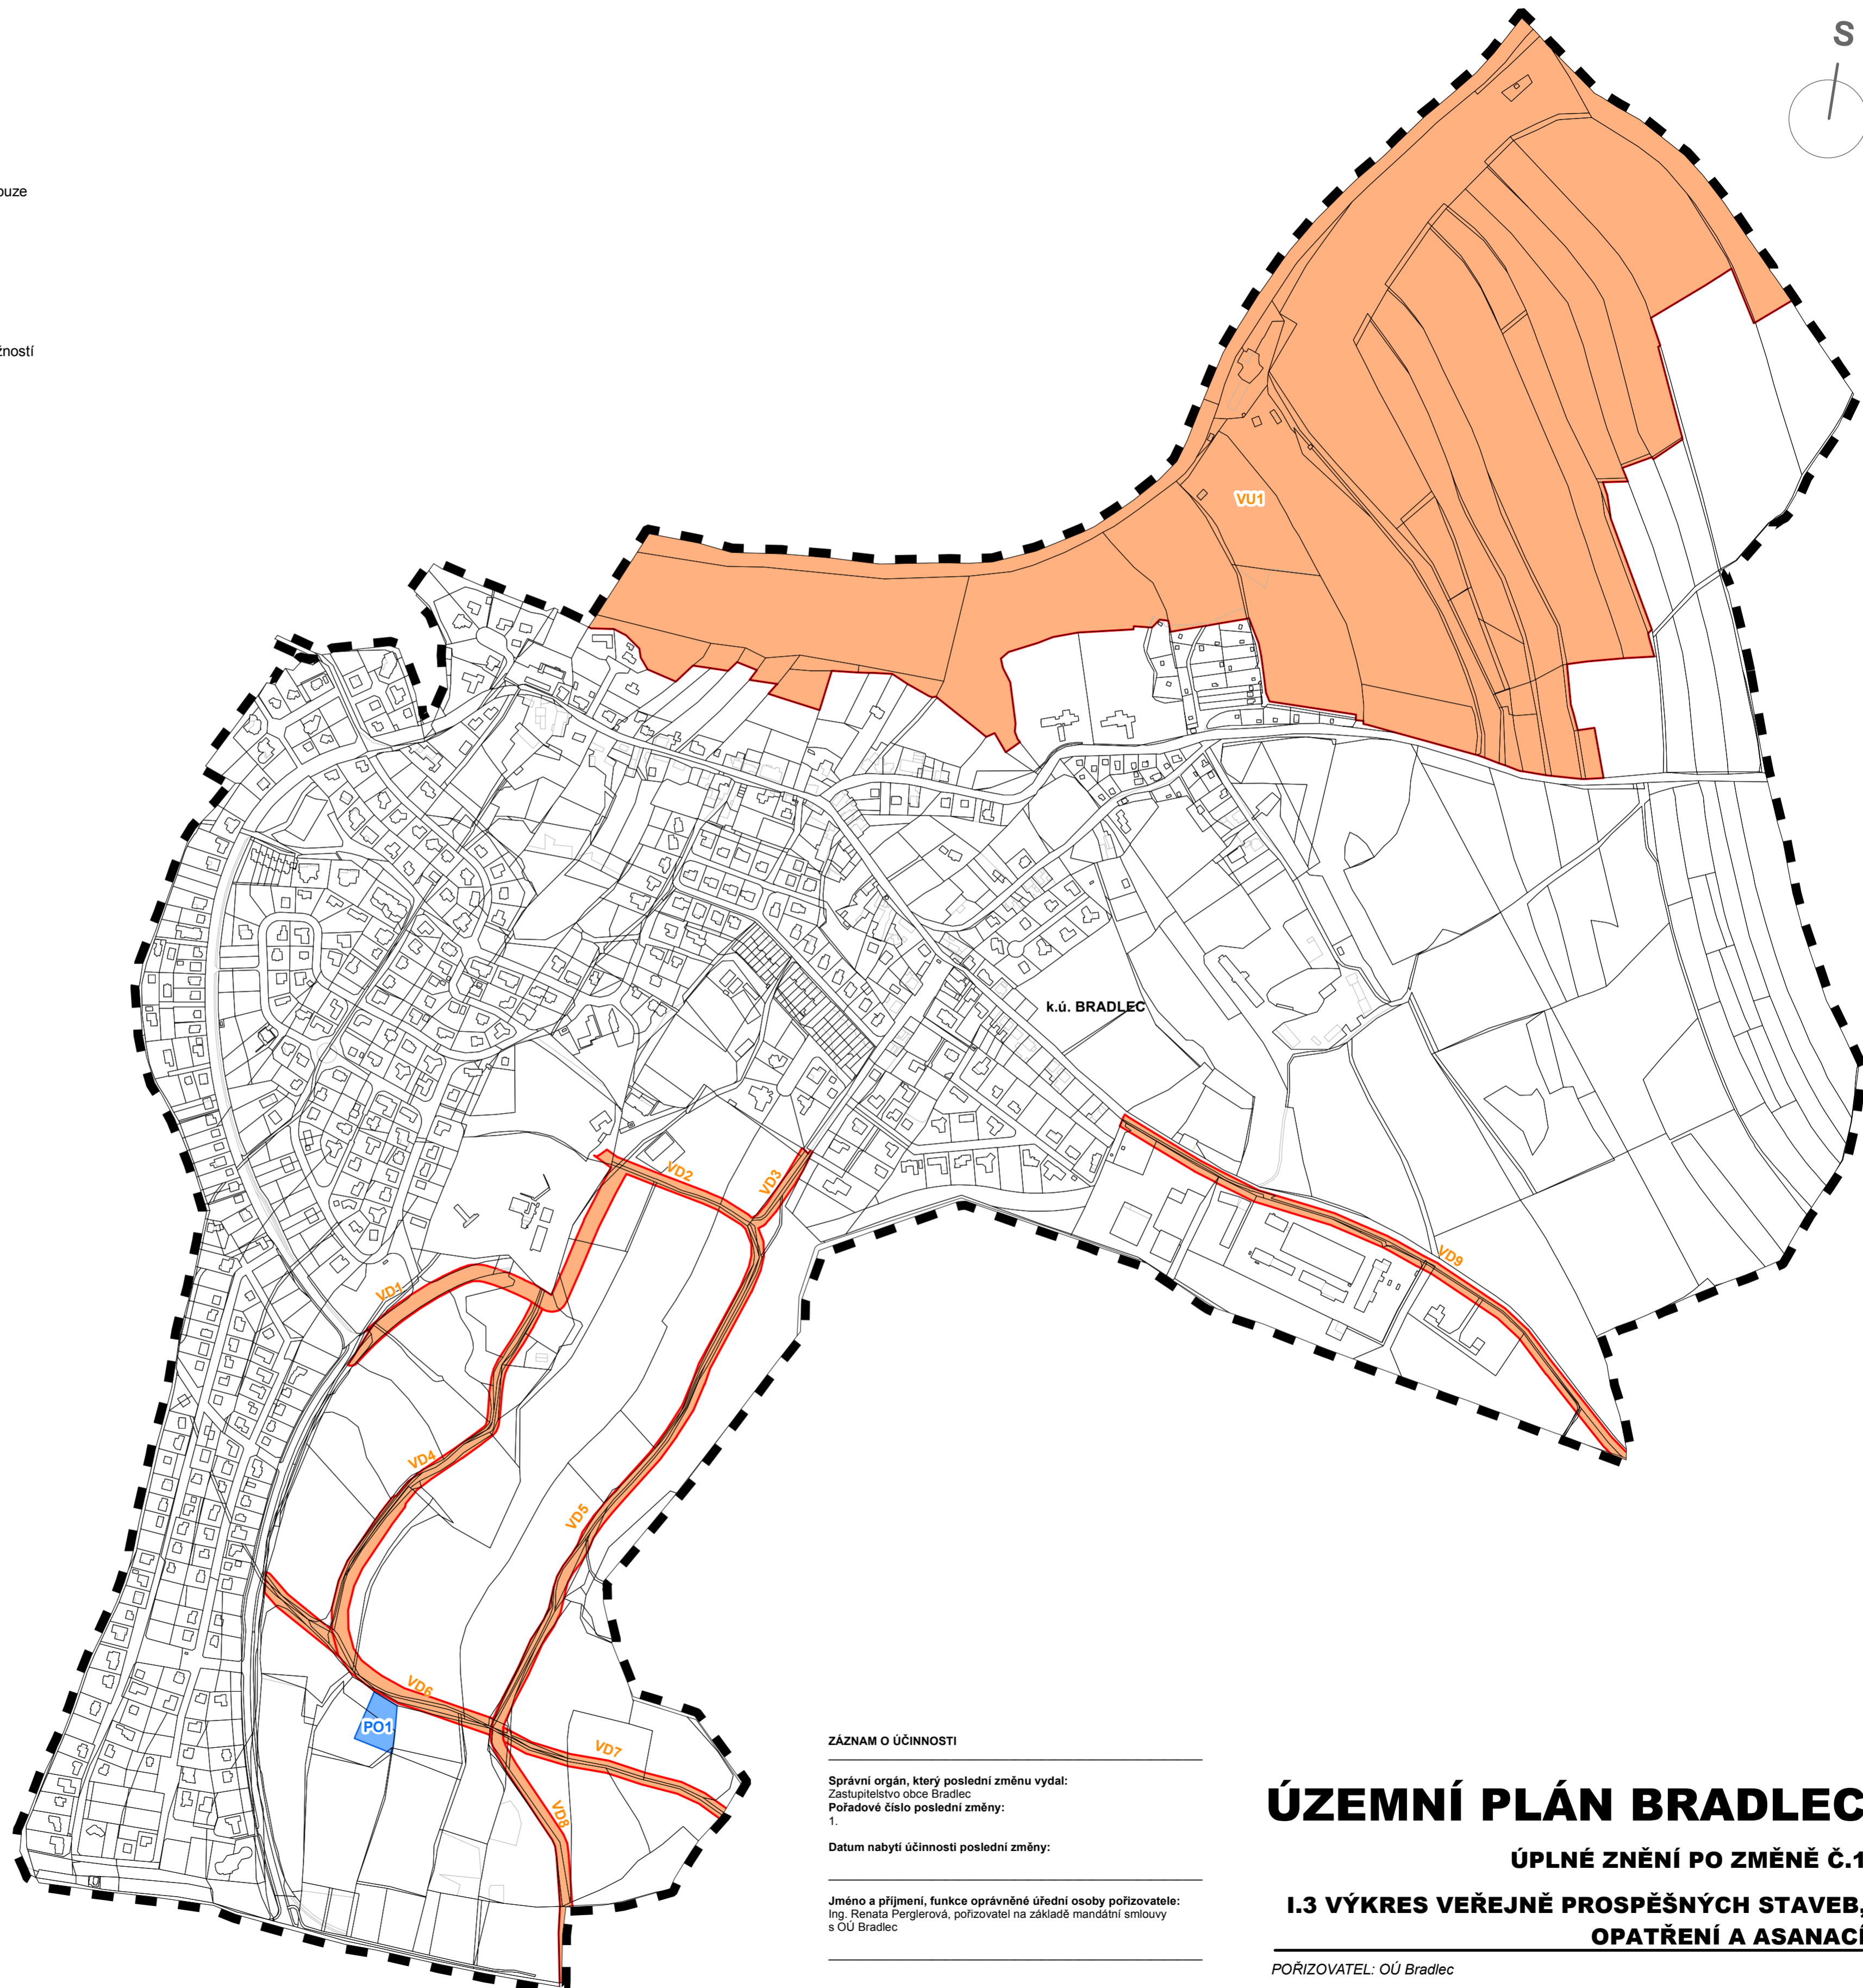 S
ouze
žností
VU1
k.ú. BRADLEC
VD2
VD3
VD9
VD1
VD4
VD5
VD6
PO1
VD7
VD8
ZÁZNAM O ÚČINNOSTI
Správní orgán, který poslední změnu vydal:
Zastupitelstvo obce Bradlec
Pořadové číslo poslední změny:
1.
Datum nabytí účinnosti poslední změny:
Jméno a příjmení, funkce oprávněné úřední osoby pořizovatele:
Ing. Renata Perglerová, pořizovatel na základě mandátní smlouvy
s OÚ Bradlec
ÚZEMNÍ PLÁN BRADLEC
ÚPLNÉ ZNĚNÍ PO ZMĚNĚ Č.1
I.3 VÝKRES VEŘEJNĚ PROSPĚŠNÝCH STAVEB,
OPATŘENÍ A ASANACÍ
POŘIZOVATEL: OÚ Bradlec